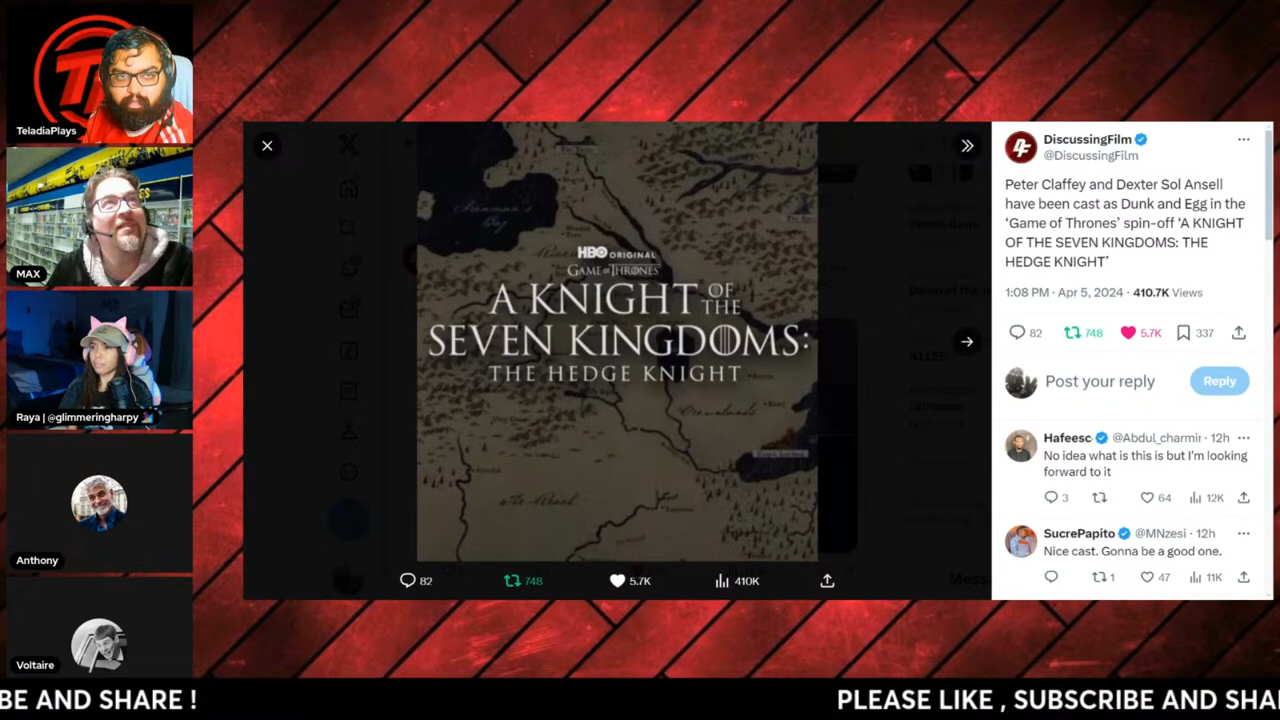 TeladiaPlays
MAX
Raya | @glimmeringharpy
Anthony
Voltaire
HBO ORIGINAL
GAME OF THRONES
A KNIGHT OF THE
SEVEN KINGDOMS:
THE HEDGE KNIGHT
Crownlands
The Reach
82
748
5.7K
410K
DiscussingFilm
@DiscussingFilm
Peter Claffey and Dexter Sol Ansell
have been cast as Dunk and Egg in the
‘Game of Thrones’ spin-off ‘A KNIGHT
OF THE SEVEN KINGDOMS: THE
HEDGE KNIGHT’
1:08 PM · Apr 5, 2024 · 410.7K Views
82 748 5.7K 337
Post your reply
Reply
Hafeesc @Abdul_charmir · 12h
No idea what is this is but I'm looking
forward to it
3 64 12K
SucrePapito @MNzesi · 12h
Nice cast. Gonna be a good one.
1 47 11K
BE AND SHARE !
PLEASE LIKE , SUBSCRIBE AND SHA